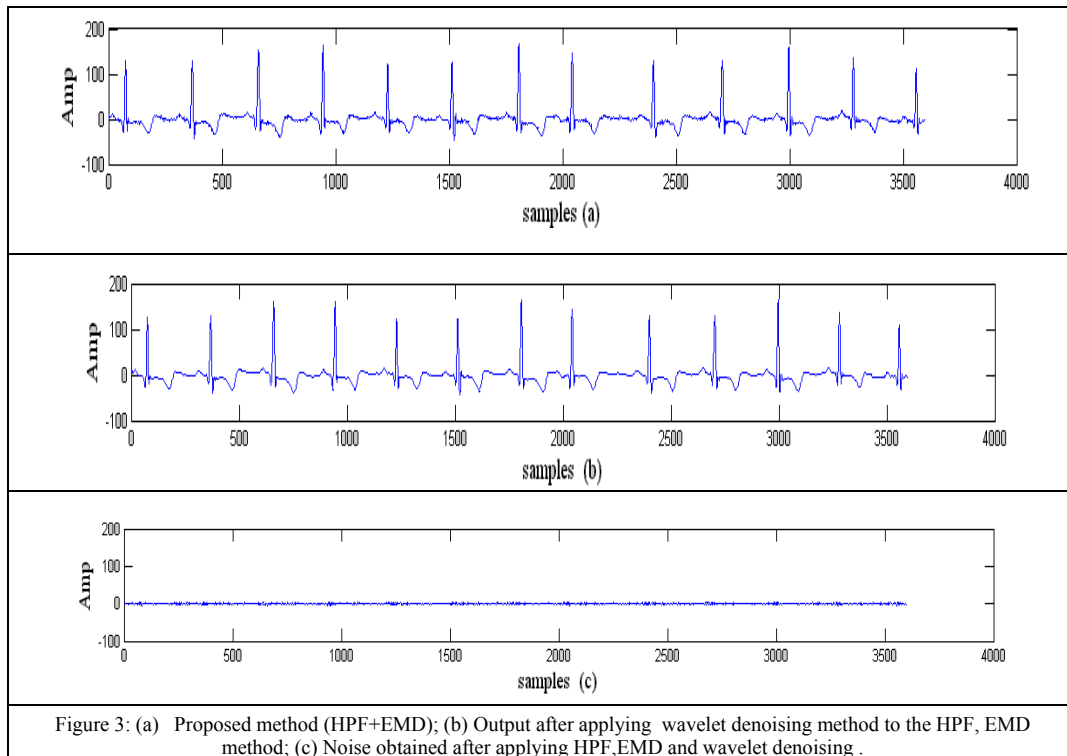 200
100
0
-100
Amp
0 500 1000 1500 2000 2500 3000 3500 4000
samples (a)
200
100
0
-100
Amp
0 500 1000 1500 2000 2500 3000 3500 4000
samples (b)
200
100
0
-100
Amp
0 500 1000 1500 2000 2500 3000 3500 4000
samples (c)
Figure 3: (a) Proposed method (HPF+EMD); (b) Output after applying wavelet denoising method to the HPF, EMD
method; (c) Noise obtained after applying HPF,EMD and wavelet denoising .